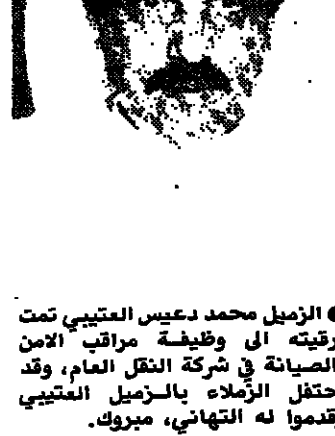 ● الزميل محمد دعيس العتيبي تمت
رقيته الى وظيفة مراقب الامن
الصيانة في شركة النقل العام، وقد
حتفل الزملاء بالزميل العتيبي
قدموا له التهاني، مبروك.